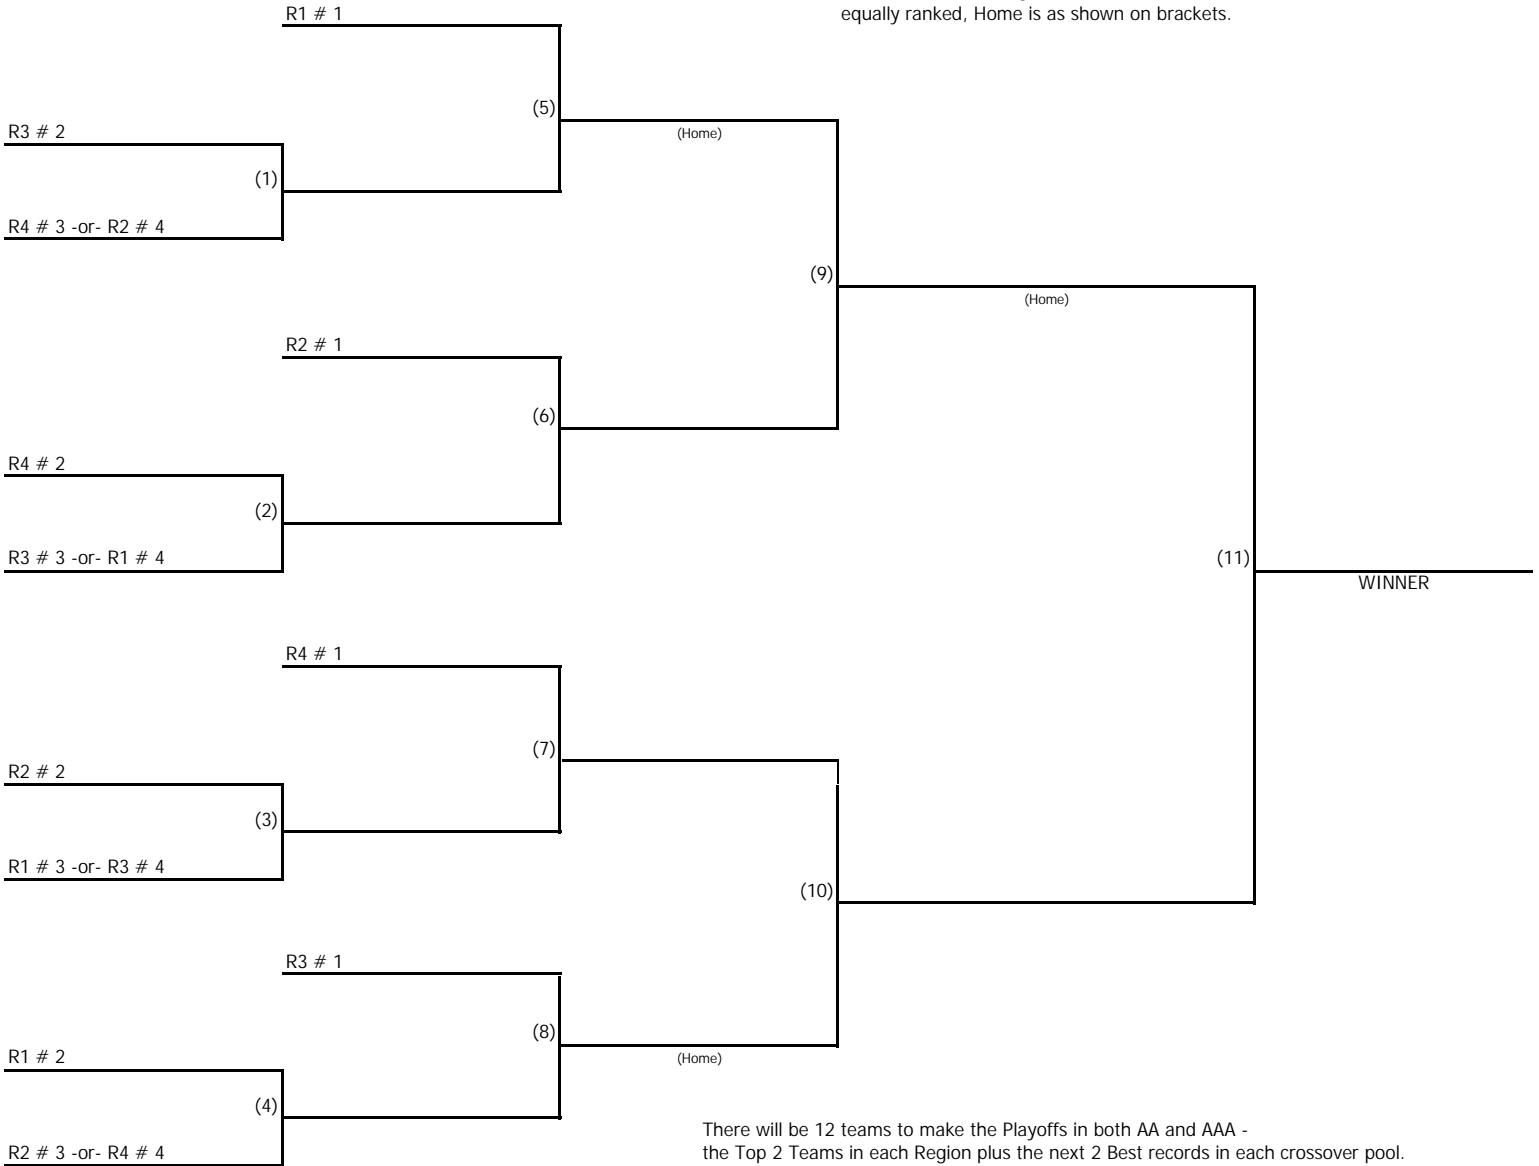 R1 # 1
equally ranked, Home is as shown on brackets.
(5)
R3 # 2
(Home)
(1)
R4 # 3 -or- R2 # 4
(9)
(Home)
R2 # 1
(6)
R4 # 2
(2)
R3 # 3 -or- R1 # 4
(11)
WINNER
R4 # 1
(7)
R2 # 2
(3)
R1 # 3 -or- R3 # 4
(10)
R3 # 1
(8)
R1 # 2
(Home)
(4)
There will be 12 teams to make the Playoffs in both AA and AAA -
R2 # 3 -or- R4 # 4
the Top 2 Teams in each Region plus the next 2 Best records in each crossover pool.